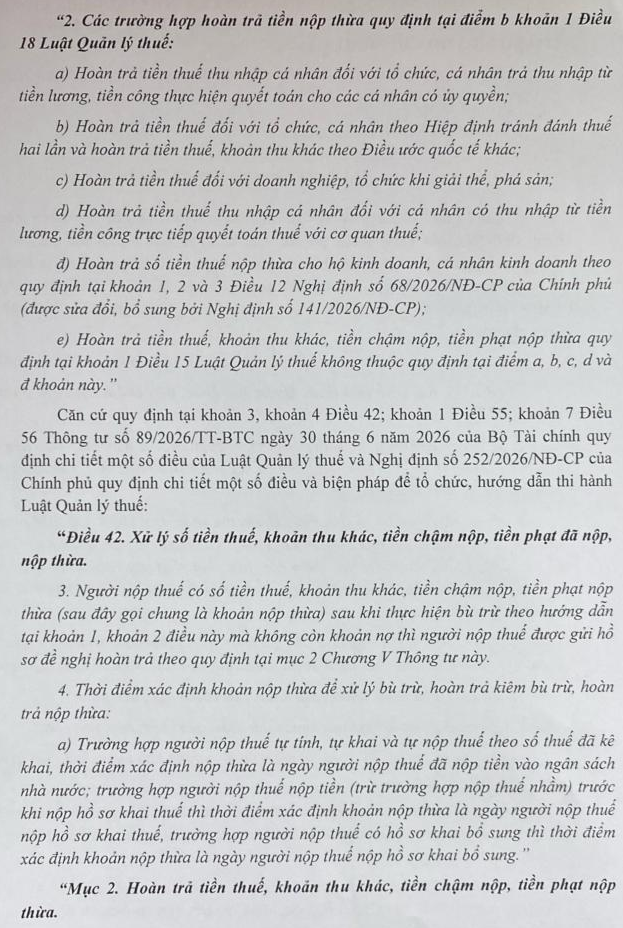 “2. Các trường hợp hoàn trả tiền nộp thừa quy định tại điểm b khoản 1 Điều
18 Luật Quản lý thuế:
a) Hoàn trả tiền thuế thu nhập cá nhân đối với tổ chức, cá nhân trả thu nhập từ
tiền lương, tiền công thực hiện quyết toán cho các cá nhân có ủy quyền;
b) Hoàn trả tiền thuế đối với tổ chức, cá nhân theo Hiệp định tránh đánh thuế
hai lần và hoàn trả tiền thuế, khoản thu khác theo Điều ước quốc tế khác;
c) Hoàn trả tiền thuế đối với doanh nghiệp, tổ chức khi giải thể, phá sản;
d) Hoàn trả tiền thuế thu nhập cá nhân đối với cá nhân có thu nhập từ tiền
lương, tiền công trực tiếp quyết toán thuế với cơ quan thuế;
đ) Hoàn trả số tiền thuế nộp thừa cho hộ kinh doanh, cá nhân kinh doanh theo
quy định tại khoản 1, 2 và 3 Điều 12 Nghị định số 68/2026/NĐ-CP của Chính phủ
(được sửa đổi, bổ sung bởi Nghị định số 141/2026/NĐ-CP);
e) Hoàn trả tiền thuế, khoản thu khác, tiền chậm nộp, tiền phạt nộp thừa quy
định tại khoản 1 Điều 15 Luật Quản lý thuế không thuộc quy định tại điểm a, b, c, d và
đ khoản này.”
Căn cứ quy định tại khoản 3, khoản 4 Điều 42; khoản 1 Điều 55; khoản 7 Điều
56 Thông tư số 89/2026/TT-BTC ngày 30 tháng 6 năm 2026 của Bộ Tài chính quy
định chi tiết một số điều của Luật Quản lý thuế và Nghị định số 252/2026/NĐ-CP của
Chính phủ quy định chi tiết một số điều và biện pháp để tổ chức, hướng dẫn thi hành
Luật Quản lý thuế:
“Điều 42. Xử lý số tiền thuế, khoản thu khác, tiền chậm nộp, tiền phạt đã nộp,
nộp thừa.
3. Người nộp thuế có số tiền thuế, khoản thu khác, tiền chậm nộp, tiền phạt nộp
thừa (sau đây gọi chung là khoản nộp thừa) sau khi thực hiện bù trừ theo hướng dẫn
tại khoản 1, khoản 2 điều này mà không còn khoản nợ thì người nộp thuế được gửi hồ
sơ đề nghị hoàn trả theo quy định tại mục 2 Chương V Thông tư này.
4. Thời điểm xác định khoản nộp thừa để xử lý bù trừ, hoàn trả kiêm bù trừ, hoàn
trả nộp thừa:
a) Trường hợp người nộp thuế tự tính, tự khai và tự nộp thuế theo số thuế đã kê
khai, thời điểm xác định nộp thừa là ngày người nộp thuế đã nộp tiền vào ngân sách
nhà nước; trường hợp người nộp thuế nộp tiền (trừ trường hợp nộp thuế nhầm) trước
khi nộp hồ sơ khai thuế thì thời điểm xác định khoản nộp thừa là ngày người nộp thuế
nộp hồ sơ khai thuế, trường hợp người nộp thuế có hồ sơ khai bổ sung thì thời điểm
xác định khoản nộp thừa là ngày người nộp thuế nộp hồ sơ khai bổ sung.”
“Mục 2. Hoàn trả tiền thuế, khoản thu khác, tiền chậm nộp, tiền phạt nộp
thừa.